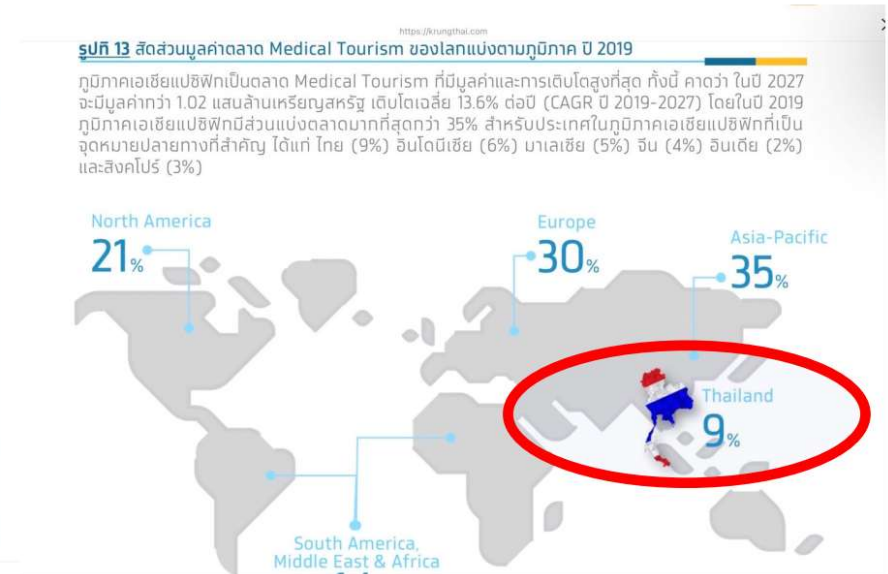 https://krungthai.com
รูปที่ 13 สัดส่วนมูลค่าตลาด Medical Tourism ของโลกแบ่งตามภูมิภาค ปี 2019
ภูมิภาคเอเชียแปซิฟิกเป็นตลาด Medical Tourism ที่มีมูลค่าและการเติบโตสูงที่สุด ทั้งนี้ คาดว่า ในปี 2027
จะมีมูลค่ากว่า 1.02 แสนล้านเหรียญสหรัฐ เติบโตเฉลี่ย 13.6% ต่อปี (CAGR ปี 2019-2027) โดยในปี 2019
ภูมิภาคเอเชียแปซิฟิกมีส่วนแบ่งตลาดมากที่สุดกว่า 35% สำหรับประเทศในภูมิภาคเอเชียแปซิฟิกที่เป็น
จุดหมายปลายทางที่สำคัญ ได้แก่ ไทย (9%) อินโดนีเซีย (6%) มาเลเซีย (5%) จีน (4%) อินเดีย (2%)
และสิงคโปร์ (3%)
North America
21%
Europe
30%
Asia-Pacific
35%
Thailand
9%
South America,
Middle East & Africa